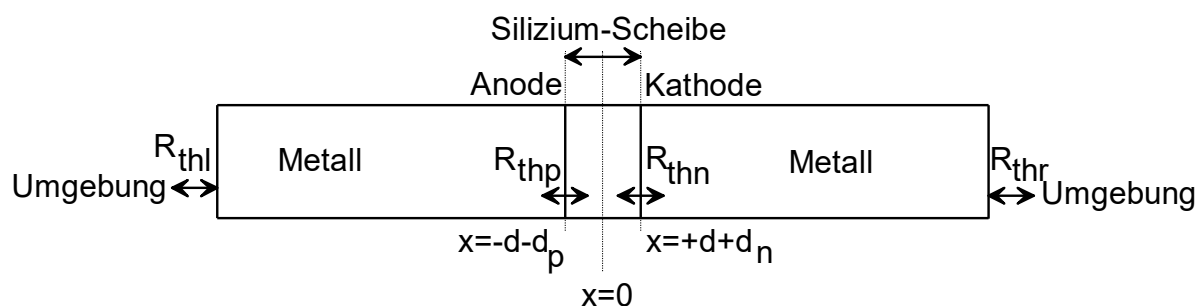 Silizium-Scheibe
Anode Kathode
R_thl Metall R_thp R_thn Metall R_thr
Umgebung Umgebung
x=-d-d_p x=+d+d_n
x=0